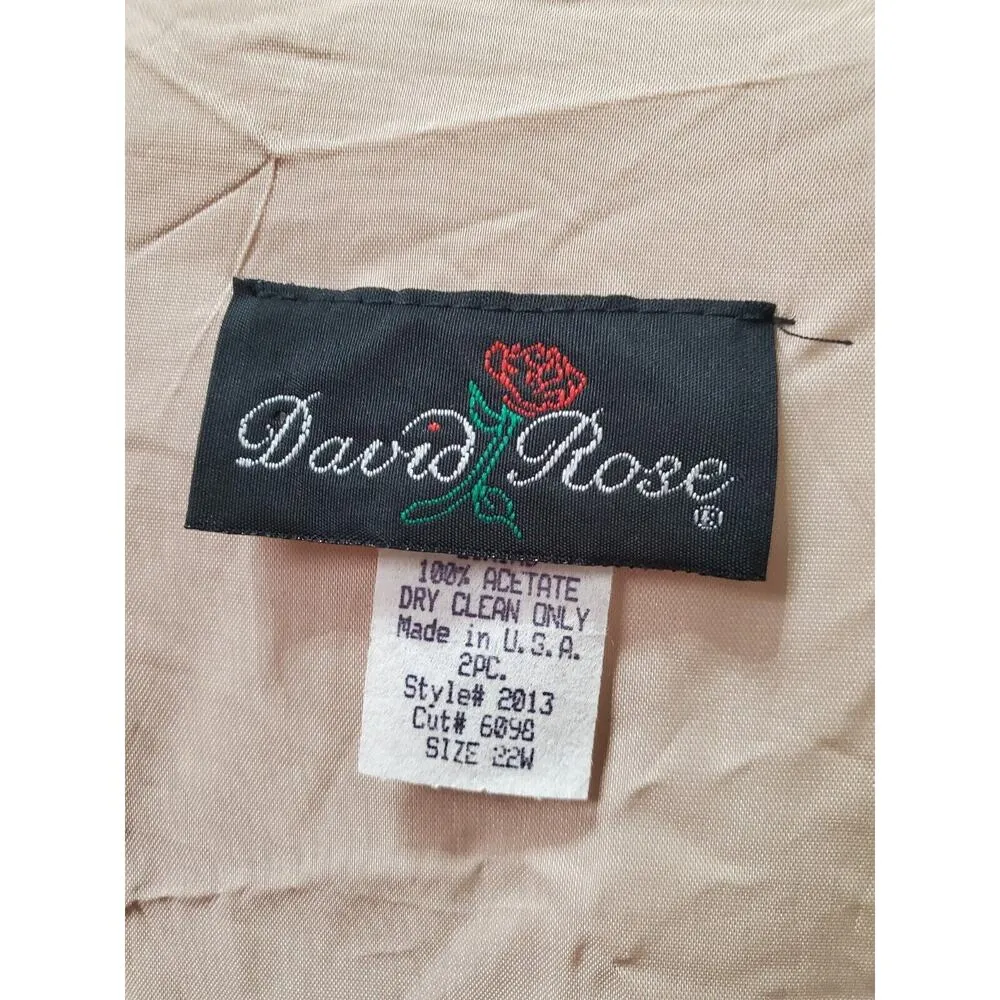 David Rose ®
100% ACETATE
DRY CLEAN ONLY
Made in U.S.A.
2PC.
Style# 2013
Cut# 6098
SIZE 22W